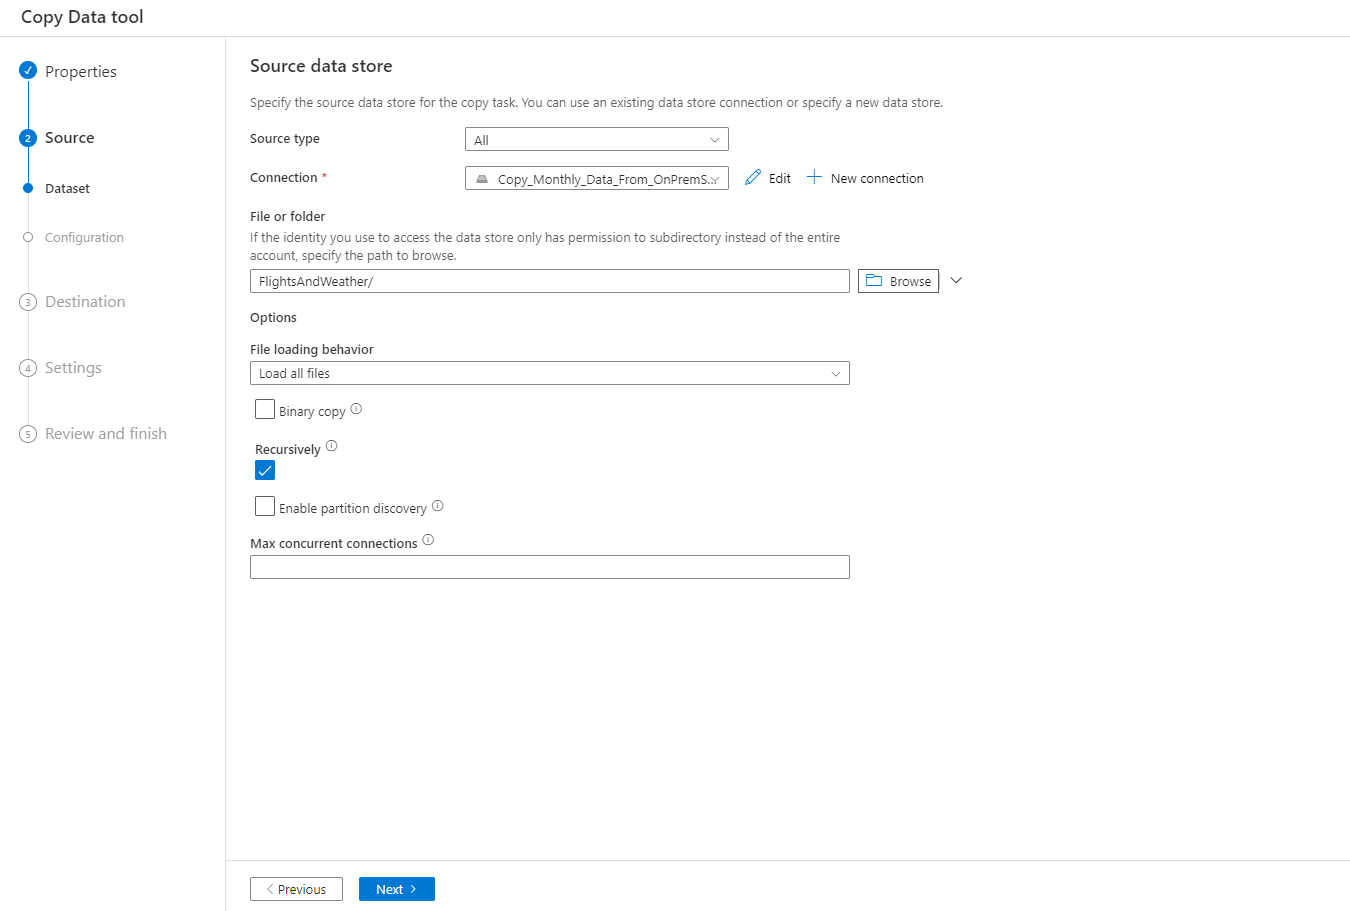 Copy Data tool
Properties
2 Source
Dataset
Configuration
3 Destination
4 Settings
5 Review and finish
Source data store
Specify the source data store for the copy task. You can use an existing data store connection or specify a new data store.
Source type
All
Connection *
Copy_Monthly_Data_From_OnPremS...
Edit
New connection
File or folder
If the identity you use to access the data store only has permission to subdirectory instead of the entire
account, specify the path to browse.
FlightsAndWeather/
Browse
Options
File loading behavior
Load all files
Binary copy
Recursively
Enable partition discovery
Max concurrent connections
Previous
Next